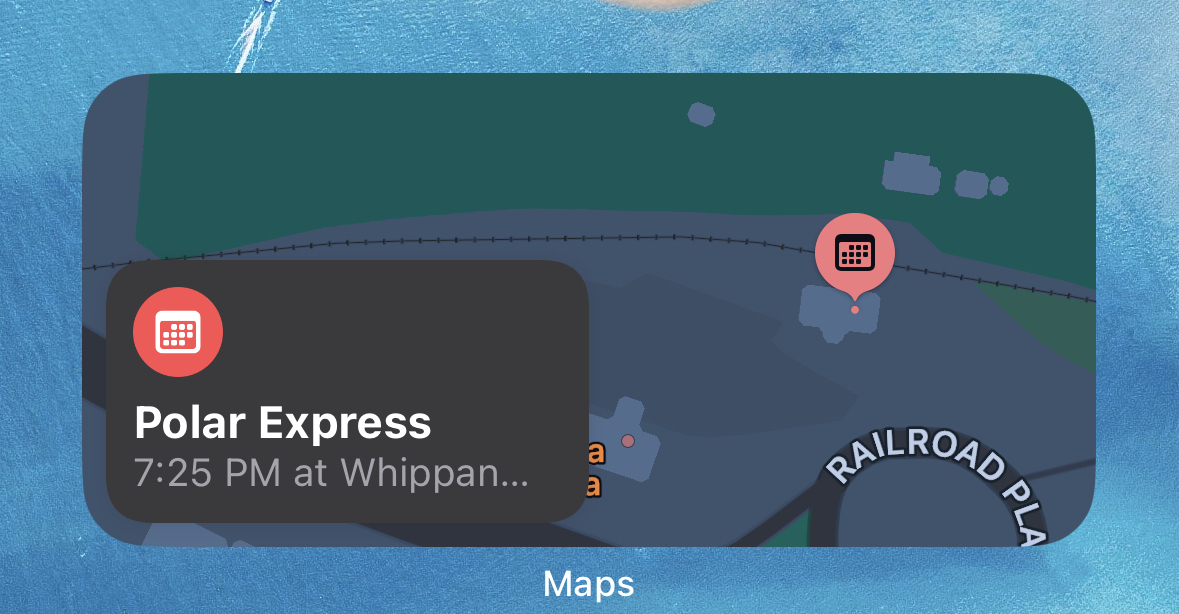 Polar Express
7:25 PM at Whippan...
a
a
RAILROAD PLA
Maps